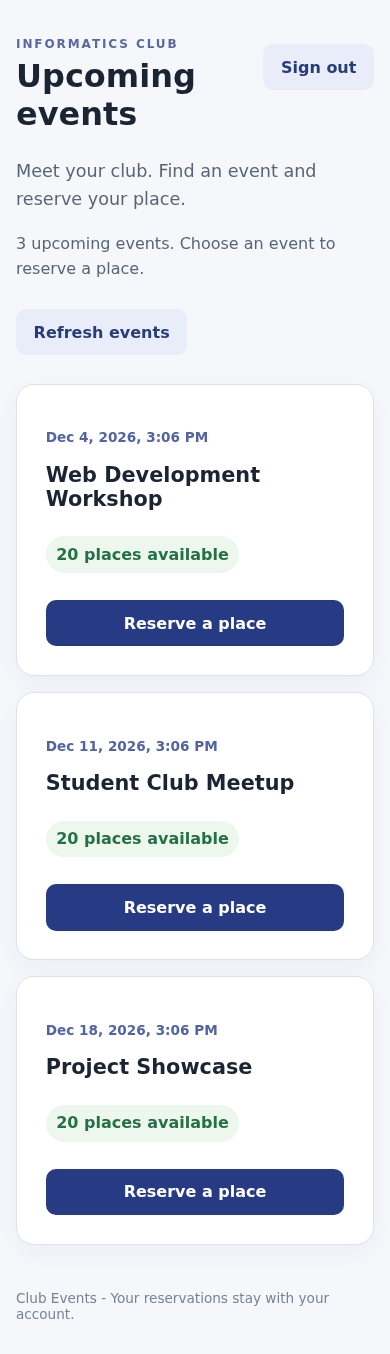 INFORMATICS CLUB
Upcoming
events
Sign out
Meet your club. Find an event and
reserve your place.
3 upcoming events. Choose an event to
reserve a place.
Refresh events
Dec 4, 2026, 3:06 PM
Web Development
Workshop
20 places available
Reserve a place
Dec 11, 2026, 3:06 PM
Student Club Meetup
20 places available
Reserve a place
Dec 18, 2026, 3:06 PM
Project Showcase
20 places available
Reserve a place
Club Events - Your reservations stay with your
account.